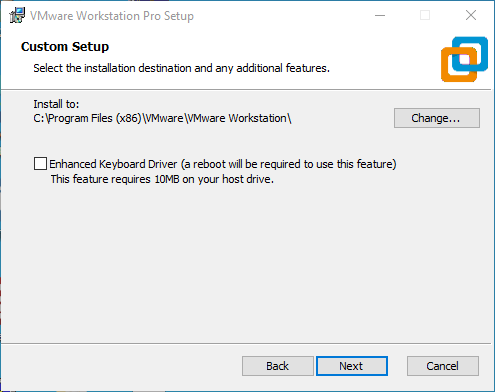 VMware Workstation Pro Setup
Custom Setup
Select the installation destination and any additional features.
Install to:
C:\Program Files (x86)\VMware\VMware Workstation\
Change...
Enhanced Keyboard Driver (a reboot will be required to use this feature)
This feature requires 10MB on your host drive.
Back
Next
Cancel